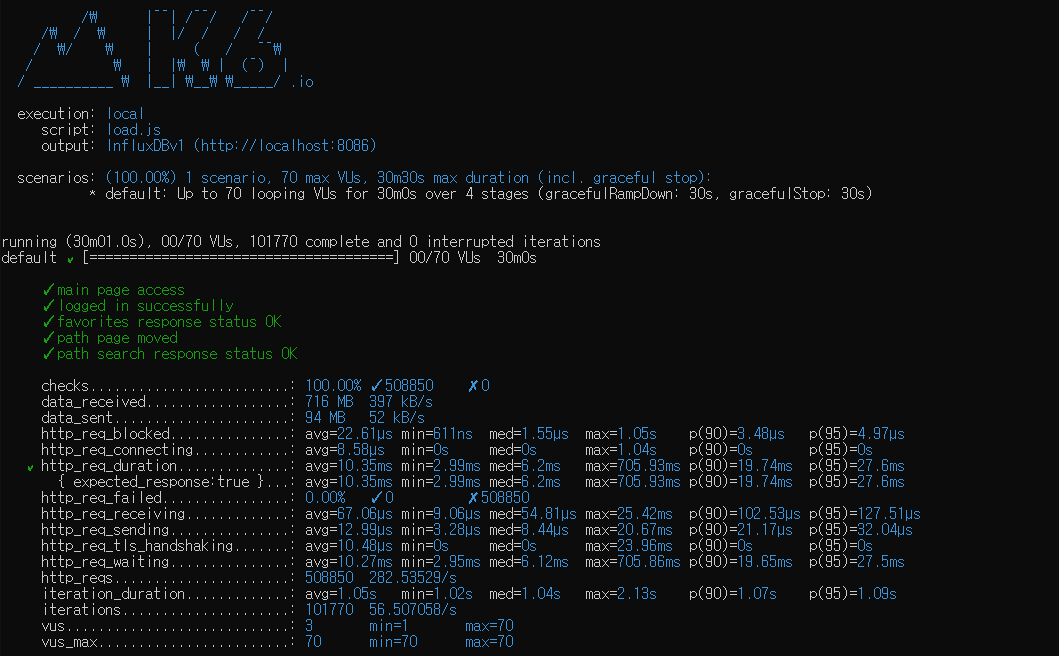 /₩ |‾‾| /‾‾/ /‾‾/
/₩ / ₩ | |/ / / /
/ ₩/ ₩ | ( / ‾‾₩
/ ₩ | |₩ ₩ | (‾) |
/ __________ ₩ |__| ₩__₩ ₩_____/ .io
execution: local
script: load.js
output: InfluxDBv1 (http://localhost:8086)
scenarios: (100.00%) 1 scenario, 70 max VUs, 30m30s max duration (incl. graceful stop):
* default: Up to 70 looping VUs for 30m0s over 4 stages (gracefulRampDown: 30s, gracefulStop: 30s)
running (30m01.0s), 00/70 VUs, 101770 complete and 0 interrupted iterations
default ✓ [======================================] 00/70 VUs 30m0s
✓ main page access
✓ logged in successfully
✓ favorites response status OK
✓ path page moved
✓ path search response status OK
checks.........................: 100.00% ✓ 508850 ✗ 0
data_received..................: 716 MB 397 kB/s
data_sent......................: 94 MB 52 kB/s
http_req_blocked...............: avg=22.61µs min=611ns med=1.55µs max=1.05s p(90)=3.48µs p(95)=4.97µs
http_req_connecting............: avg=8.58µs min=0s med=0s max=1.04s p(90)=0s p(95)=0s
✓ http_req_duration..............: avg=10.35ms min=2.99ms med=6.2ms max=705.93ms p(90)=19.74ms p(95)=27.6ms
{ expected_response:true }...: avg=10.35ms min=2.99ms med=6.2ms max=705.93ms p(90)=19.74ms p(95)=27.6ms
http_req_failed................: 0.00% ✓ 0 ✗ 508850
http_req_receiving.............: avg=67.06µs min=9.06µs med=54.81µs max=25.42ms p(90)=102.53µs p(95)=127.51µs
http_req_sending...............: avg=12.99µs min=3.28µs med=8.44µs max=20.67ms p(90)=21.17µs p(95)=32.04µs
http_req_tls_handshaking.......: avg=10.48µs min=0s med=0s max=23.96ms p(90)=0s p(95)=0s
http_req_waiting...............: avg=10.27ms min=2.95ms med=6.12ms max=705.86ms p(90)=19.65ms p(95)=27.5ms
http_reqs......................: 508850 282.53529/s
iteration_duration.............: avg=1.05s min=1.02s med=1.04s max=2.13s p(90)=1.07s p(95)=1.09s
iterations.....................: 101770 56.507058/s
vus............................: 3 min=1 max=70
vus_max........................: 70 min=70 max=70